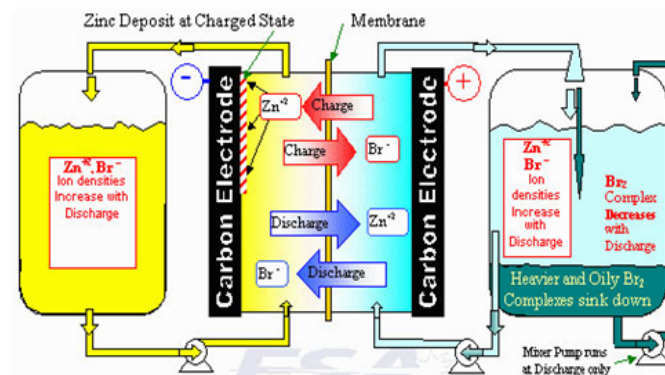 Zinc Deposit at Charged State
Membrane
−
Carbon Electrode
Zn+2
Charge
Charge
Br-
Discharge
Zn+2
Br-
Discharge
Carbon Electrodc
+
Zn+2, Br-
Ion densities
Increase with
Discharge
Zn+2
Br-
Ion
densities
Increase
with
Discharge
Br2
Complex
Decreases
with
Discharge
Heavier and Oily Br2
Complexes sink down
Mixer Pump runs
at Discharge only
ESA